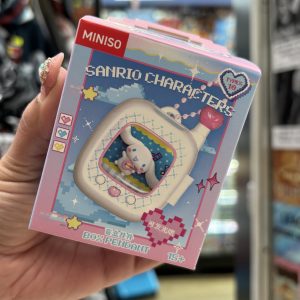 MINISO
SANRIO CHARACTERS
BOX PENDANT
15+